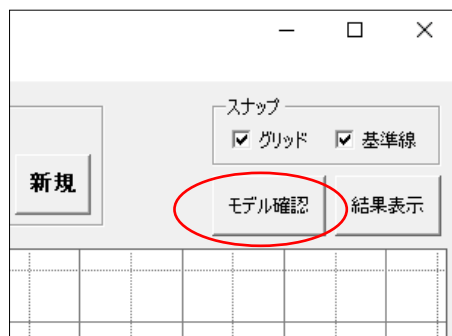 スナップ
グリッド 基準線
新規
モデル確認 結果表示